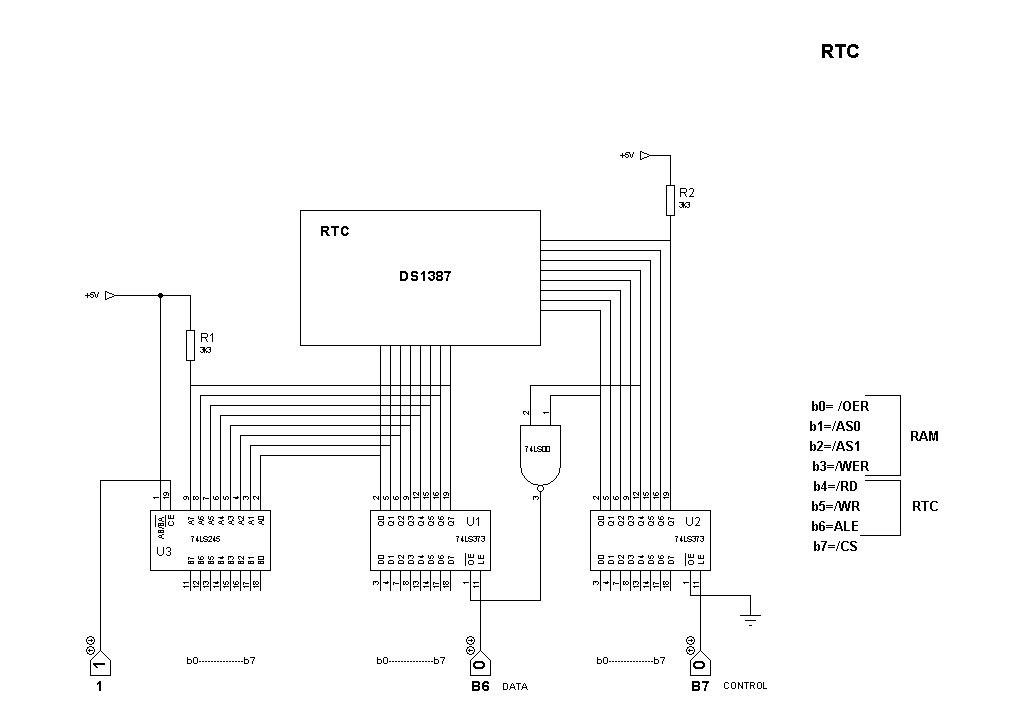 RTC
+5V
R2
3k3
RTC
DS1387
+5V
R1
3k3
2
1
74LS00
3
b0= /OER
b1=/AS0
b2=/AS1
b3=/WER
RAM
b4=/RD
b5=/WR
b6=ALE
b7=/CS
RTC
1 19 9 8 7 6 5 4 3 2
AB/BA CE A7 A6 A5 A4 A3 A2 A1 A0
74LS245
U3
B7 B6 B5 B4 B3 B2 B1 B0
11 12 13 14 15 16 17 18
2 5 6 9 12 15 16 19
Q0 Q1 Q2 Q3 Q4 Q5 Q6 Q7
U1
74LS373
D0 D1 D2 D3 D4 D5 D6 D7 OE LE
3 4 7 8 13 14 17 18 1 11
2 5 6 9 12 15 16 19
Q0 Q1 Q2 Q3 Q4 Q5 Q6 Q7
U2
74LS373
D0 D1 D2 D3 D4 D5 D6 D7 OE LE
3 4 7 8 13 14 17 18 1 11
b0-------------b7
b0-------------b7
b0-------------b7
1
0
0
1
B6 DATA
B7 CONTROL